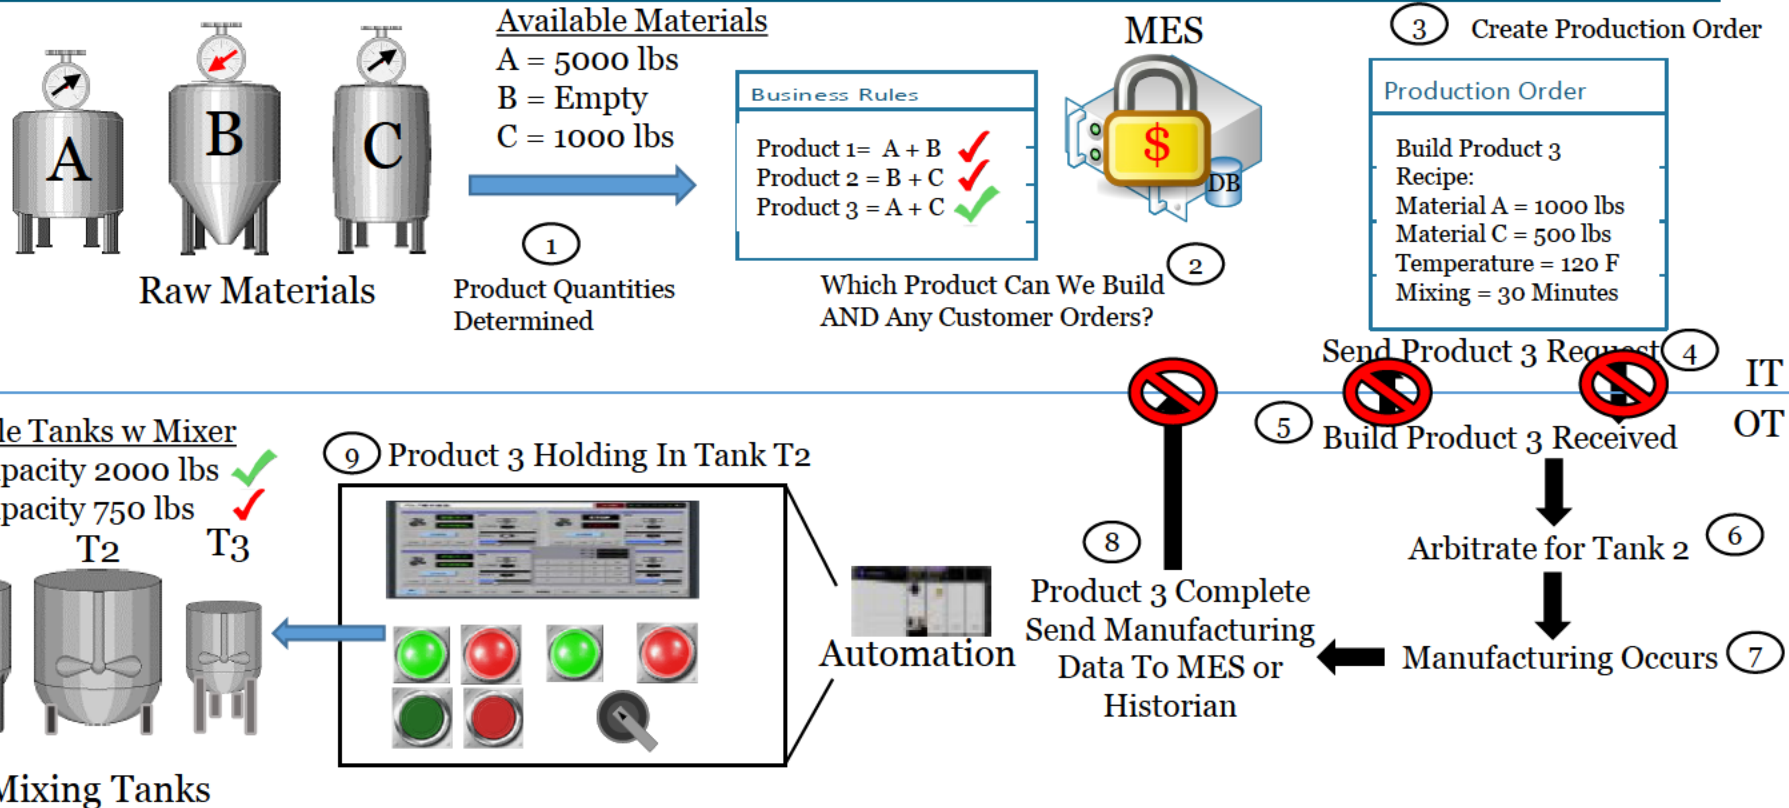 Available Materials
A = 5000 lbs
B = Empty
C = 1000 lbs
A
B
C
Raw Materials
1
Product Quantities
Determined
Business Rules
Product 1= A + B
Product 2 = B + C
Product 3 = A + C
MES
$
DB
2
Which Product Can We Build
AND Any Customer Orders?
3
Create Production Order
Production Order
Build Product 3
Recipe:
Material A = 1000 lbs
Material C = 500 lbs
Temperature = 120 F
Mixing = 30 Minutes
Send Product 3 Request
4
IT
OT
5
Build Product 3 Received
Arbitrate for Tank 2
6
Manufacturing Occurs
7
8
Product 3 Complete
Send Manufacturing
Data To MES or
Historian
Automation
9
Product 3 Holding In Tank T2
le Tanks w Mixer
pacity 2000 lbs
pacity 750 lbs
T2
T3
Mixing Tanks